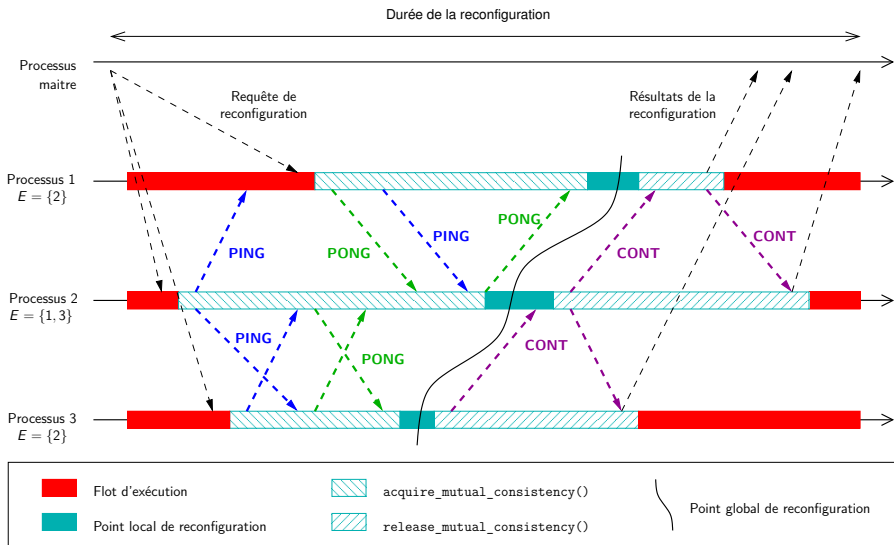 Durée de la reconfiguration
Processus
maitre
Requête de
reconfiguration
Résultats de la
reconfiguration
Processus 1
E = {2}
PING
PONG
PING
PONG
CONT
CONT
Processus 2
E = {1, 3}
PING
PONG
CONT
Processus 3
E = {2}
Flot d'exécution
acquire_mutual_consistency()
Point global de reconfiguration
Point local de reconfiguration
release_mutual_consistency()